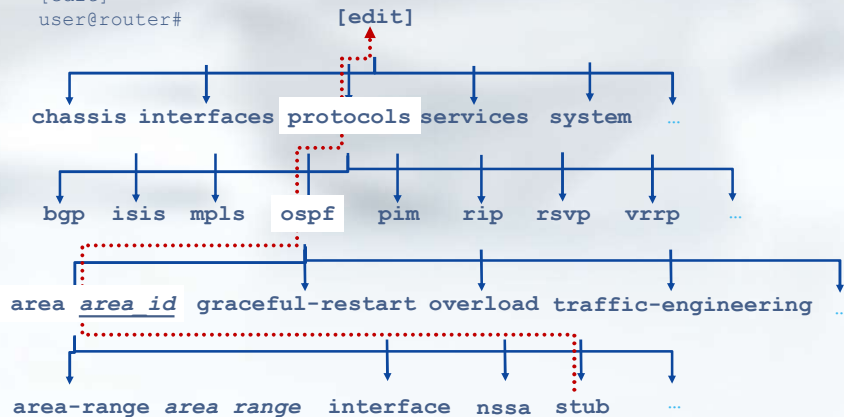 user@router#
[edit]
chassis interfaces protocols services system ...
bgp isis mpls ospf pim rip rsvp vrrp ...
area area_id graceful-restart overload traffic-engineering ...
area-range area range interface nssa stub ...